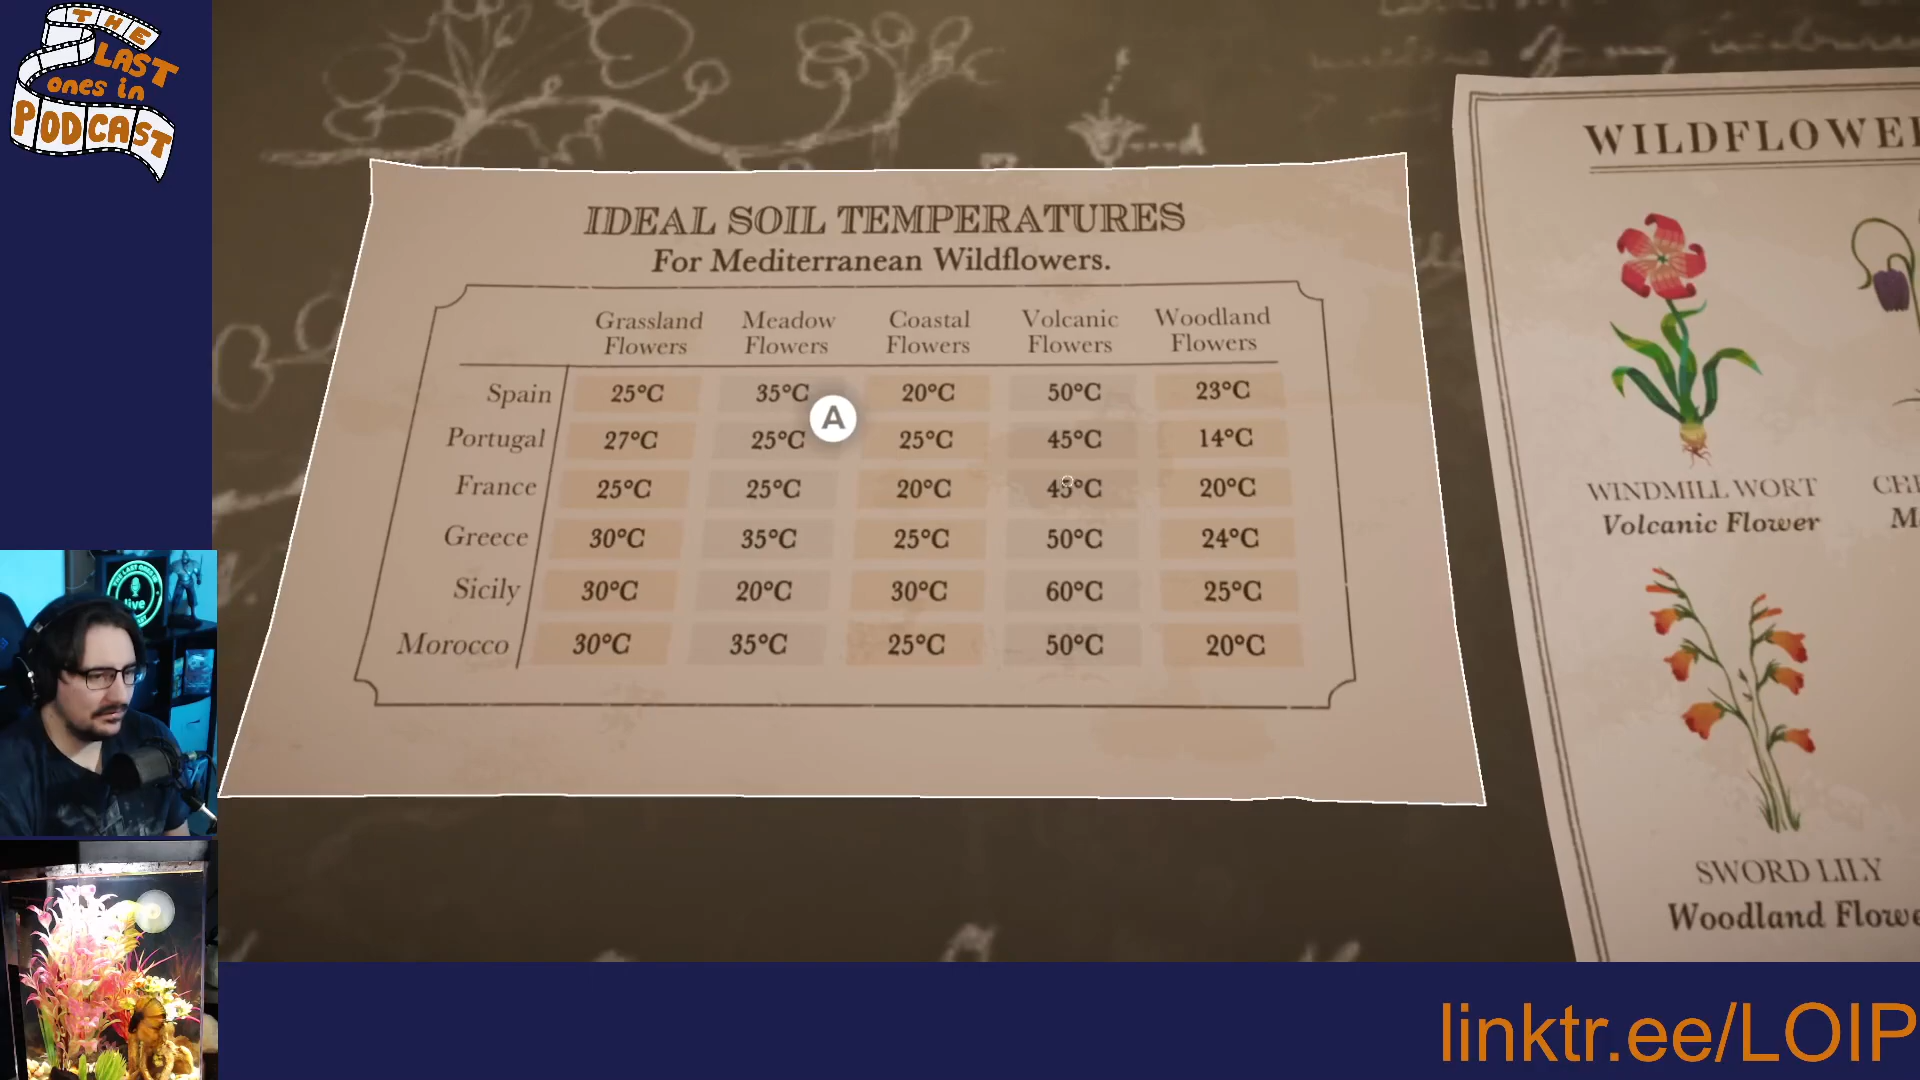 THE
LAST
ones in
PODCAST
IDEAL SOIL TEMPERATURES
For Mediterranean Wildflowers.
Grassland Flowers Meadow Flowers Coastal Flowers Volcanic Flowers Woodland Flowers
Spain 25°C 35°C 20°C 50°C 23°C
A
Portugal 27°C 25°C 25°C 45°C 14°C
France 25°C 25°C 20°C 45°C 20°C
Greece 30°C 35°C 25°C 50°C 24°C
Sicily 30°C 20°C 30°C 60°C 25°C
Morocco 30°C 35°C 25°C 50°C 20°C
WILDFLOWE
WINDMILL WORT
Volcanic Flower
SWORD LILY
Woodland Flowe
live
linktr.ee/LOIP